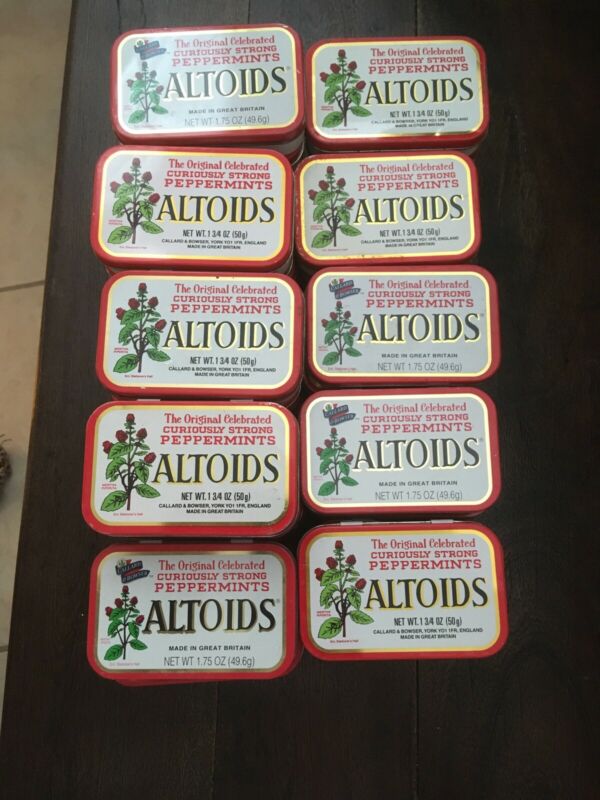 The Original Celebrated
CURIOUSLY STRONG
PEPPERMINTS
ALTOIDS®
MADE IN GREAT BRITAIN
NET WT 1.75 OZ (49.6g)
The Original Celebrated
CURIOUSLY STRONG
PEPPERMINTS
ALTOIDS
NET WT. 1 3/4 OZ (50g)
CALLARD & BOWSER, YORK YO1 1FR, ENGLAND
MADE IN GREAT BRITAIN
The Original Celebrated
CURIOUSLY STRONG
PEPPERMINTS
ALTOIDS
NET WT. 1 3/4 OZ (50g)
CALLARD & BOWSER, YORK YO1 1FR, ENGLAND
MADE IN GREAT BRITAIN
The Original Celebrated
CURIOUSLY STRONG
PEPPERMINTS
ALTOIDS
NET WT. 1 3/4 OZ (50g)
CALLARD & BOWSER, YORK YO1 1FR, ENGLAND
MADE IN GREAT BRITAIN
The Original Celebrated
CURIOUSLY STRONG
PEPPERMINTS
ALTOIDS
NET WT. 1 3/4 OZ (50g)
CALLARD & BOWSER, YORK YO1 1FR, ENGLAND
MADE IN GREAT BRITAIN
CALLARD
& BOWSER
The Original Celebrated
CURIOUSLY STRONG
PEPPERMINTS
ALTOIDS®
MADE IN GREAT BRITAIN
NET WT 1.75 OZ (49.6g)
The Original Celebrated
CURIOUSLY STRONG
PEPPERMINTS
ALTOIDS
NET WT. 1 3/4 OZ (50g)
CALLARD & BOWSER, YORK YO1 1FR, ENGLAND
MADE IN GREAT BRITAIN
CALLARD
& BOWSER
The Original Celebrated
CURIOUSLY STRONG
PEPPERMINTS
ALTOIDS®
MADE IN GREAT BRITAIN
NET WT 1.75 OZ (49.6g)
CALLARD
& BOWSER
The Original Celebrated
CURIOUSLY STRONG
PEPPERMINTS
ALTOIDS®
MADE IN GREAT BRITAIN
NET WT 1.75 OZ (49.6g)
The Original Celebrated
CURIOUSLY STRONG
PEPPERMINTS
ALTOIDS
NET WT. 1 3/4 OZ (50g)
CALLARD & BOWSER, YORK YO1 1FR, ENGLAND
MADE IN GREAT BRITAIN